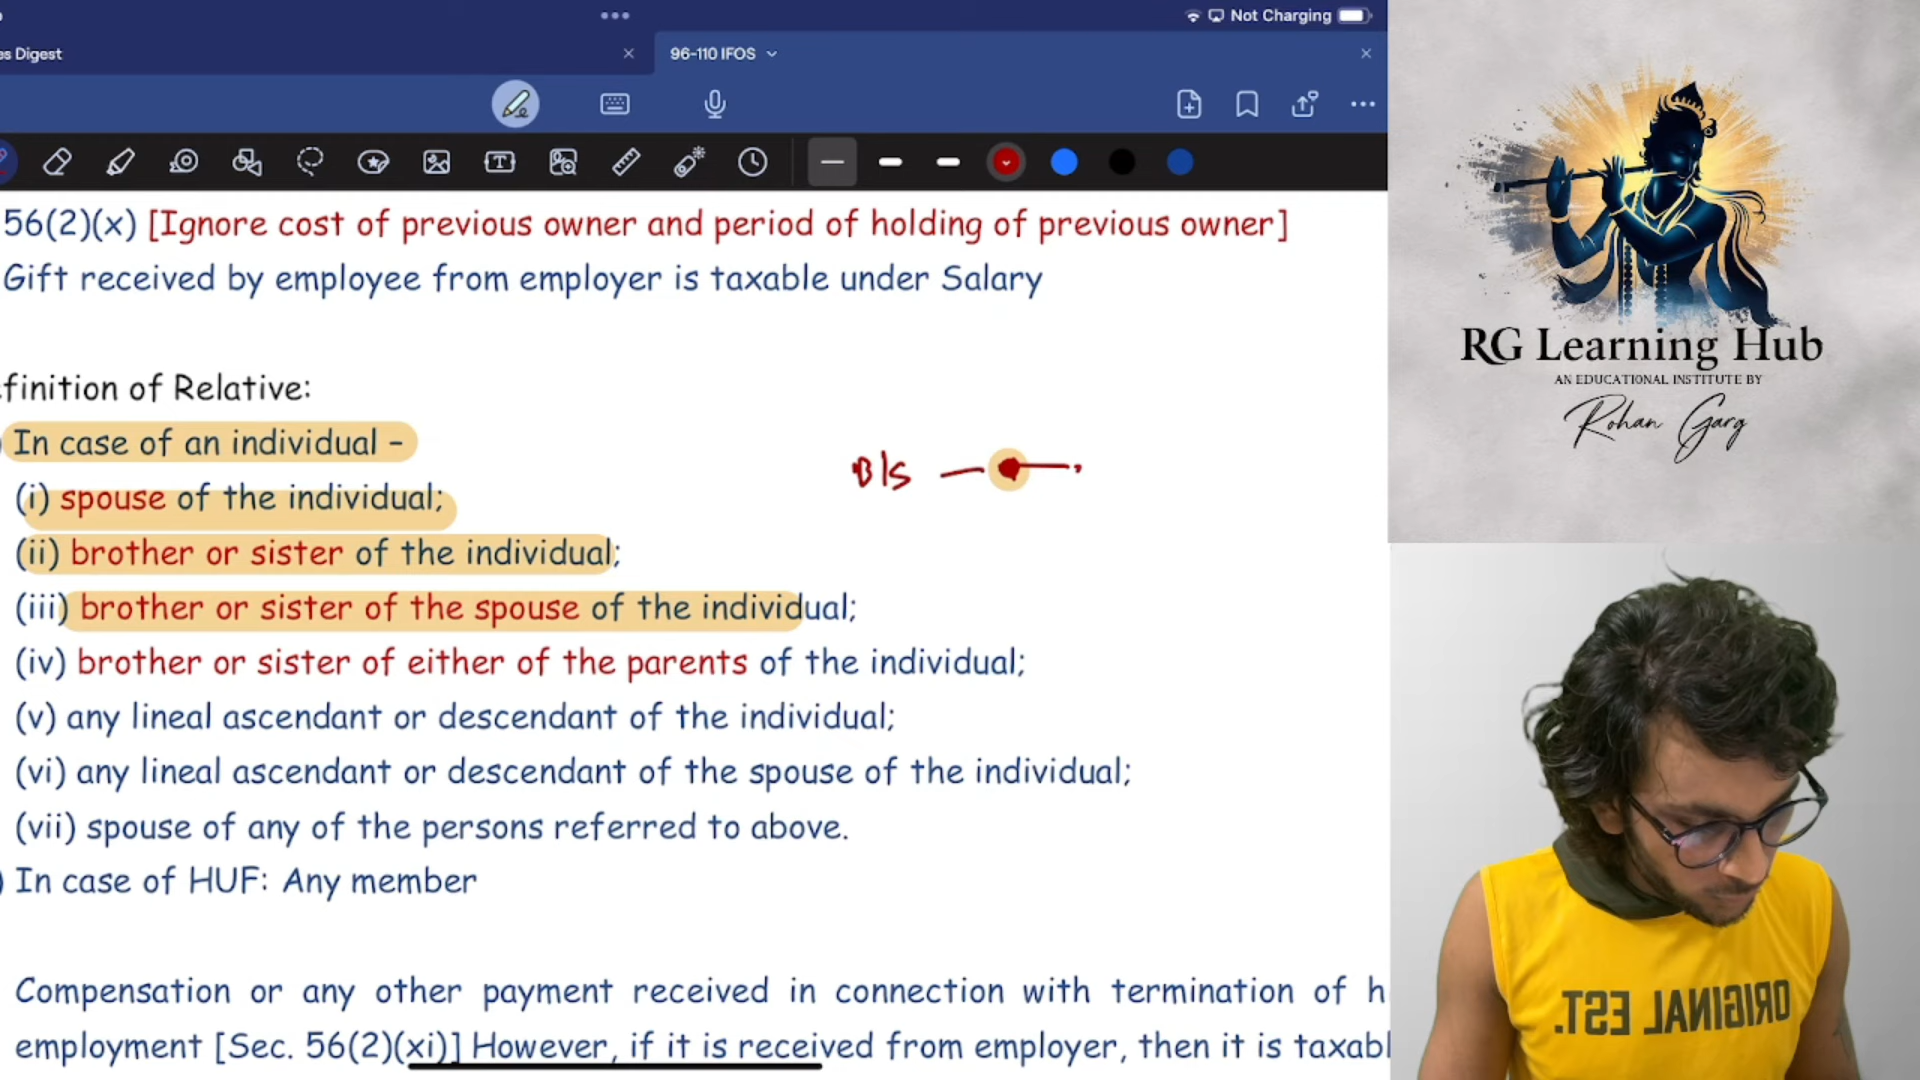 Not Charging
es Digest
96-110 IFOS
56(2)(x) [Ignore cost of previous owner and period of holding of previous owner]
Gift received by employee from employer is taxable under Salary
finition of Relative:
In case of an individual –
(i) spouse of the individual;
(ii) brother or sister of the individual;
(iii) brother or sister of the spouse of the individual;
(iv) brother or sister of either of the parents of the individual;
(v) any lineal ascendant or descendant of the individual;
(vi) any lineal ascendant or descendant of the spouse of the individual;
(vii) spouse of any of the persons referred to above.
) In case of HUF: Any member
Compensation or any other payment received in connection with termination of h
employment [Sec. 56(2)(xi)] However, if it is received from employer, then it is taxabl
B/S
RG Learning Hub
AN EDUCATIONAL INSTITUTE BY
Rohan Garg
ORIGINAL EST.